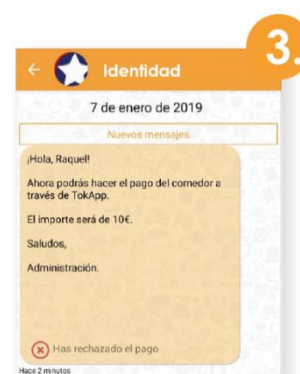 3.
Identidad
7 de enero de 2019
Nuevos mensajes
¡Hola, Raquel!
Ahora podrás hacer el pago del comedor a
través de TokApp.
El importe será de 10€.
Saludos,
Administración.
Has rechazado el pago
Hace 2 minutos